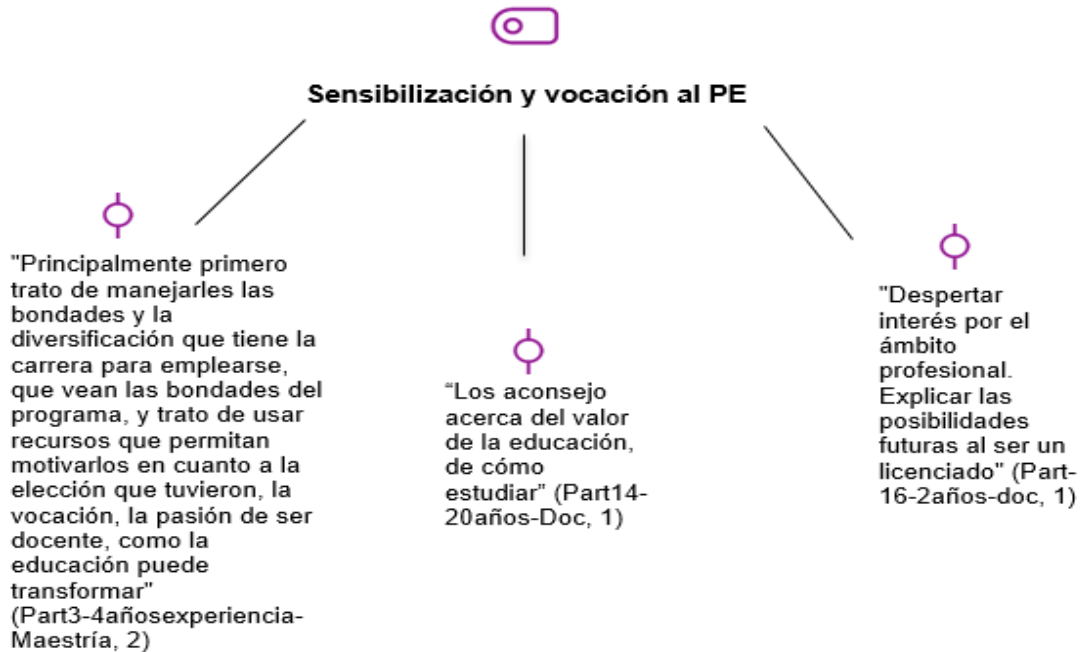 Sensibilización y vocación al PE
"Principalmente primero
trato de manejarles las
bondades y la
diversificación que tiene la
carrera para emplearse,
que vean las bondades del
programa, y trato de usar
recursos que permitan
motivarlos en cuanto a la
elección que tuvieron, la
vocación, la pasión de ser
docente, como la
educación puede
transformar"
(Part3-4añosexperiencia-
Maestría, 2)
“Los aconsejo
acerca del valor
de la educación,
de cómo
estudiar” (Part14-
20años-Doc, 1)
"Despertar
interés por el
ámbito
profesional.
Explicar las
posibilidades
futuras al ser un
licenciado" (Part-
16-2años-doc, 1)